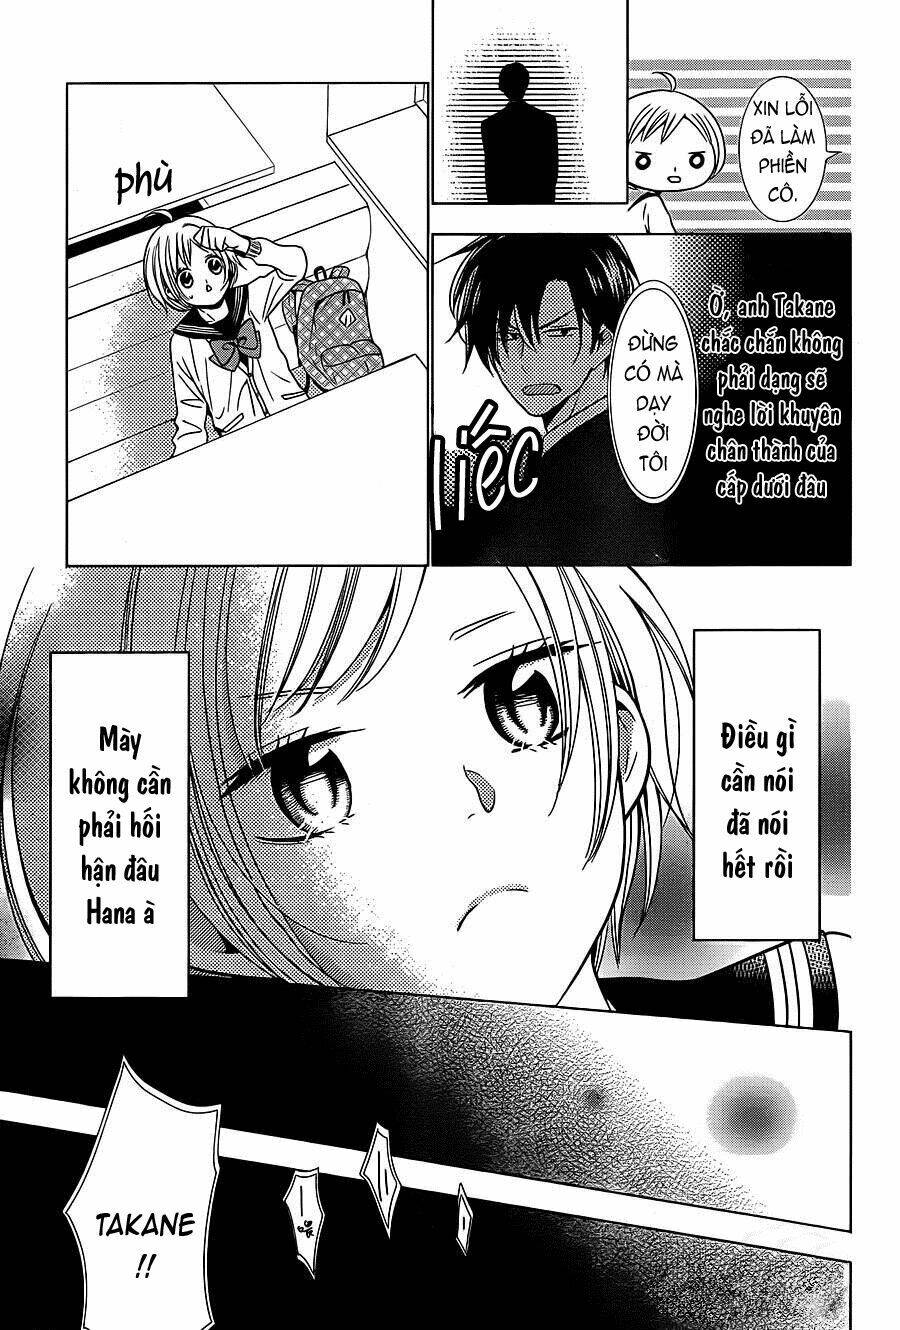 XIN LỖI
ĐÃ LÀM
PHIỀN
CÔ.
Ờ, anh Takane
chắc chắn không
phải dạng sẽ
nghe lời khuyên
chân thành của
cấp dưới đâu
ĐỪNG
CÓ MÀ
DẠY
ĐỜI
TÔI
liếc
phù
Điều gì
cần nói
đã nói
hết rồi
Mày
không cần
phải hối
hận đâu
Hana à
TAKANE
!!